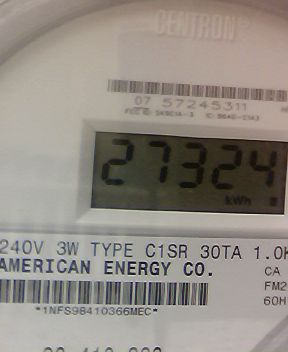 CENTRON®
07 57245311
27324
kWh
240V 3W TYPE C1SR 30TA 1.0K
AMERICAN ENERGY CO.
CA
FM2
60H
*1NFS98410366MEC*